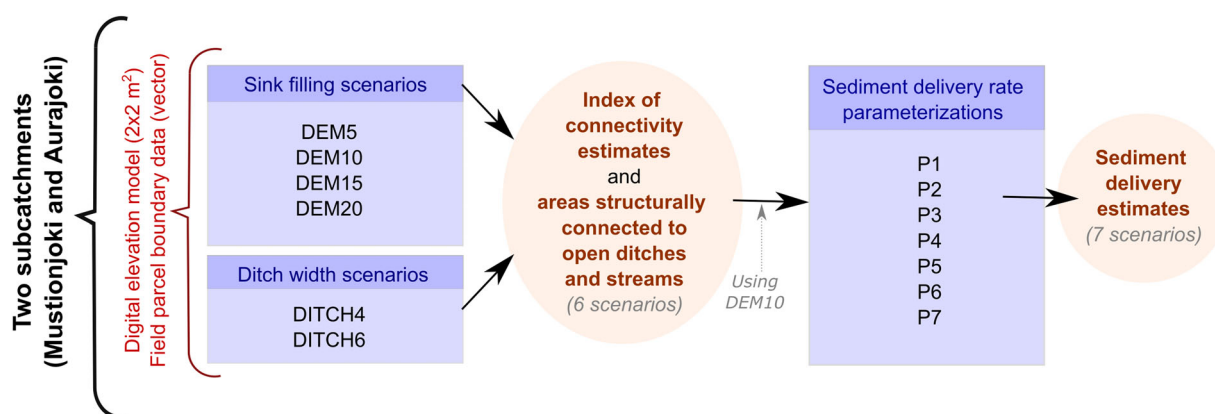 Two subcatchments
(Mustionjoki and Aurajoki)
Digital elevation model (2x2 m²)
Field parcel boundary data (vector)
Sink filling scenarios
DEM5
DEM10
DEM15
DEM20
Ditch width scenarios
DITCH4
DITCH6
Index of
connectivity
estimates
and
areas structurally
connected to
open ditches
and streams
(6 scenarios)
Using
DEM10
Sediment delivery rate
parameterizations
P1
P2
P3
P4
P5
P6
P7
Sediment
delivery
estimates
(7 scenarios)